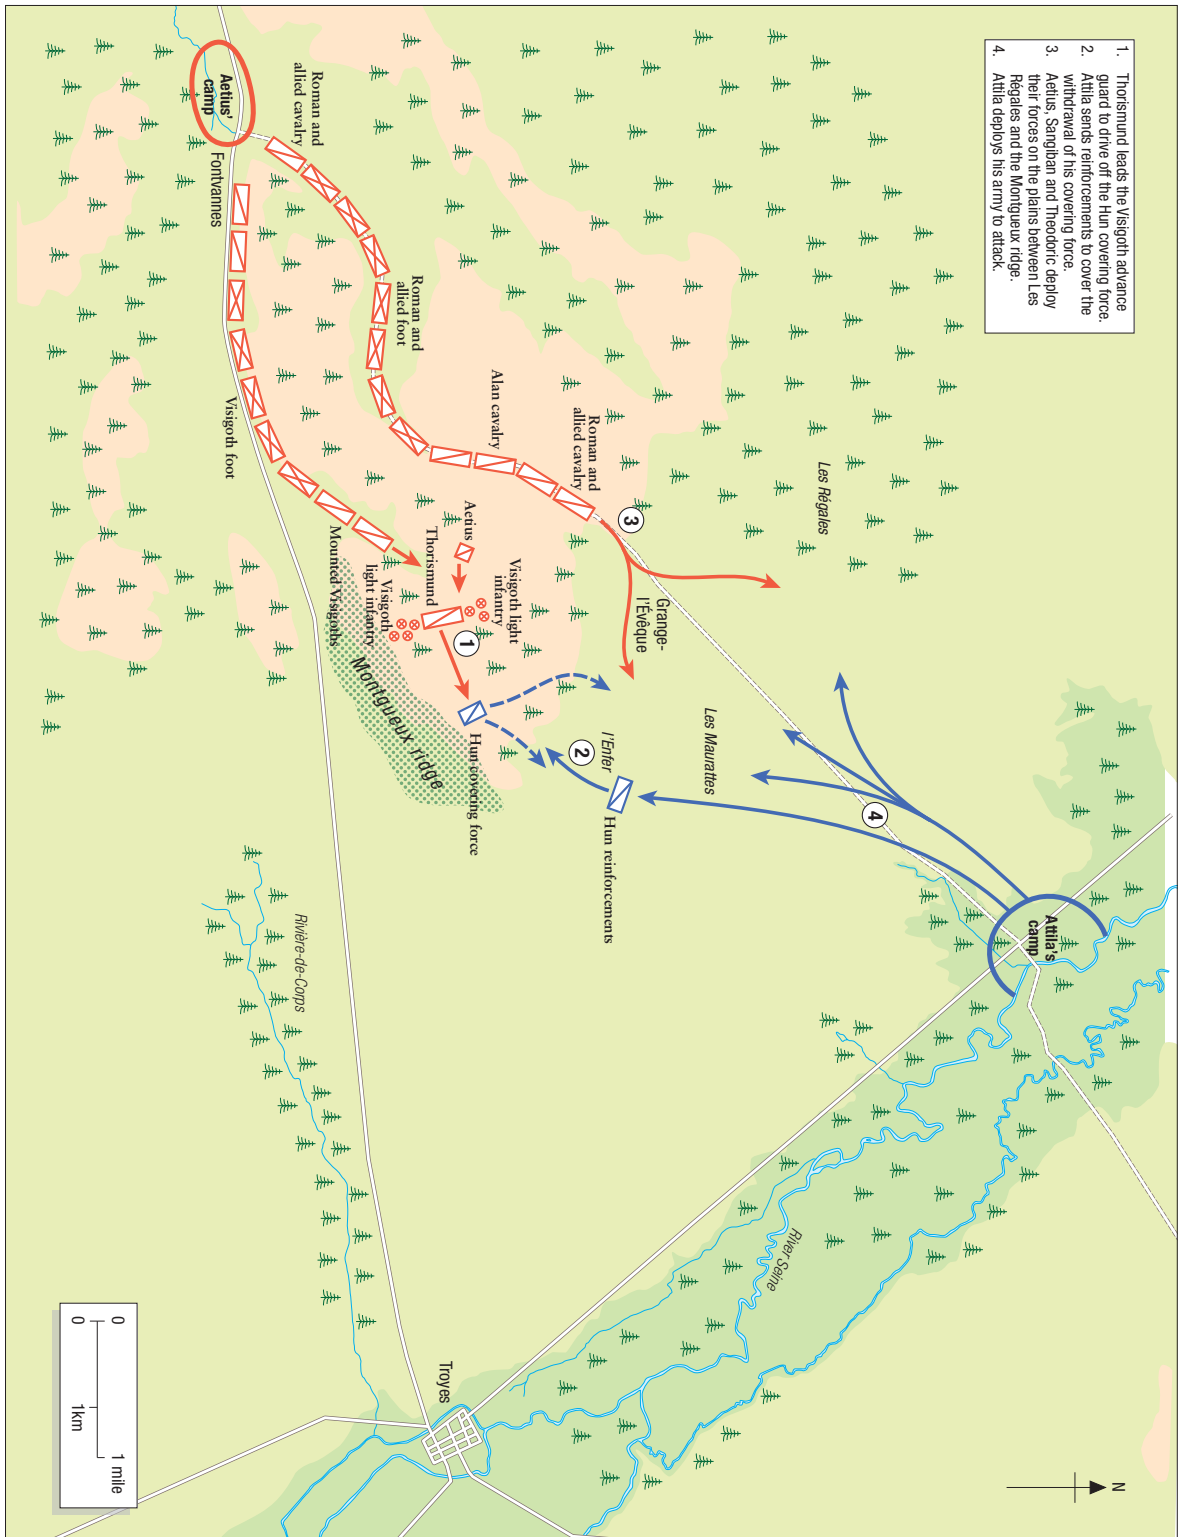 1. Thorismund leads the Visigoth advance
guard to drive off the Hun covering force.
2. Attila sends reinforcements to cover the
withdrawal of his covering force.
3. Aetius, Sangiban and Theodoric deploy
their forces on the plains between Les
Régales and the Montgueux ridge.
4. Attila deploys his army to attack.
Les Régales
Attila's
camp
4
Les Maurattes
3
Grange-
l'Évêque
Roman and
allied cavalry
Alan cavalry
Roman and
allied foot
Roman and
allied cavalry
Aetius'
camp
Fontvannes
Visigoth foot
Mounted Visigoths
Aetius
Thorismund
Visigoth light
infantry
Visigoth
light infantry
1
Montgueux ridge
Hun covering force
2
l'Enfer
Hun reinforcements
Rivière-de-Corps
River Seine
Troyes
N
0 1 mile
0 1km